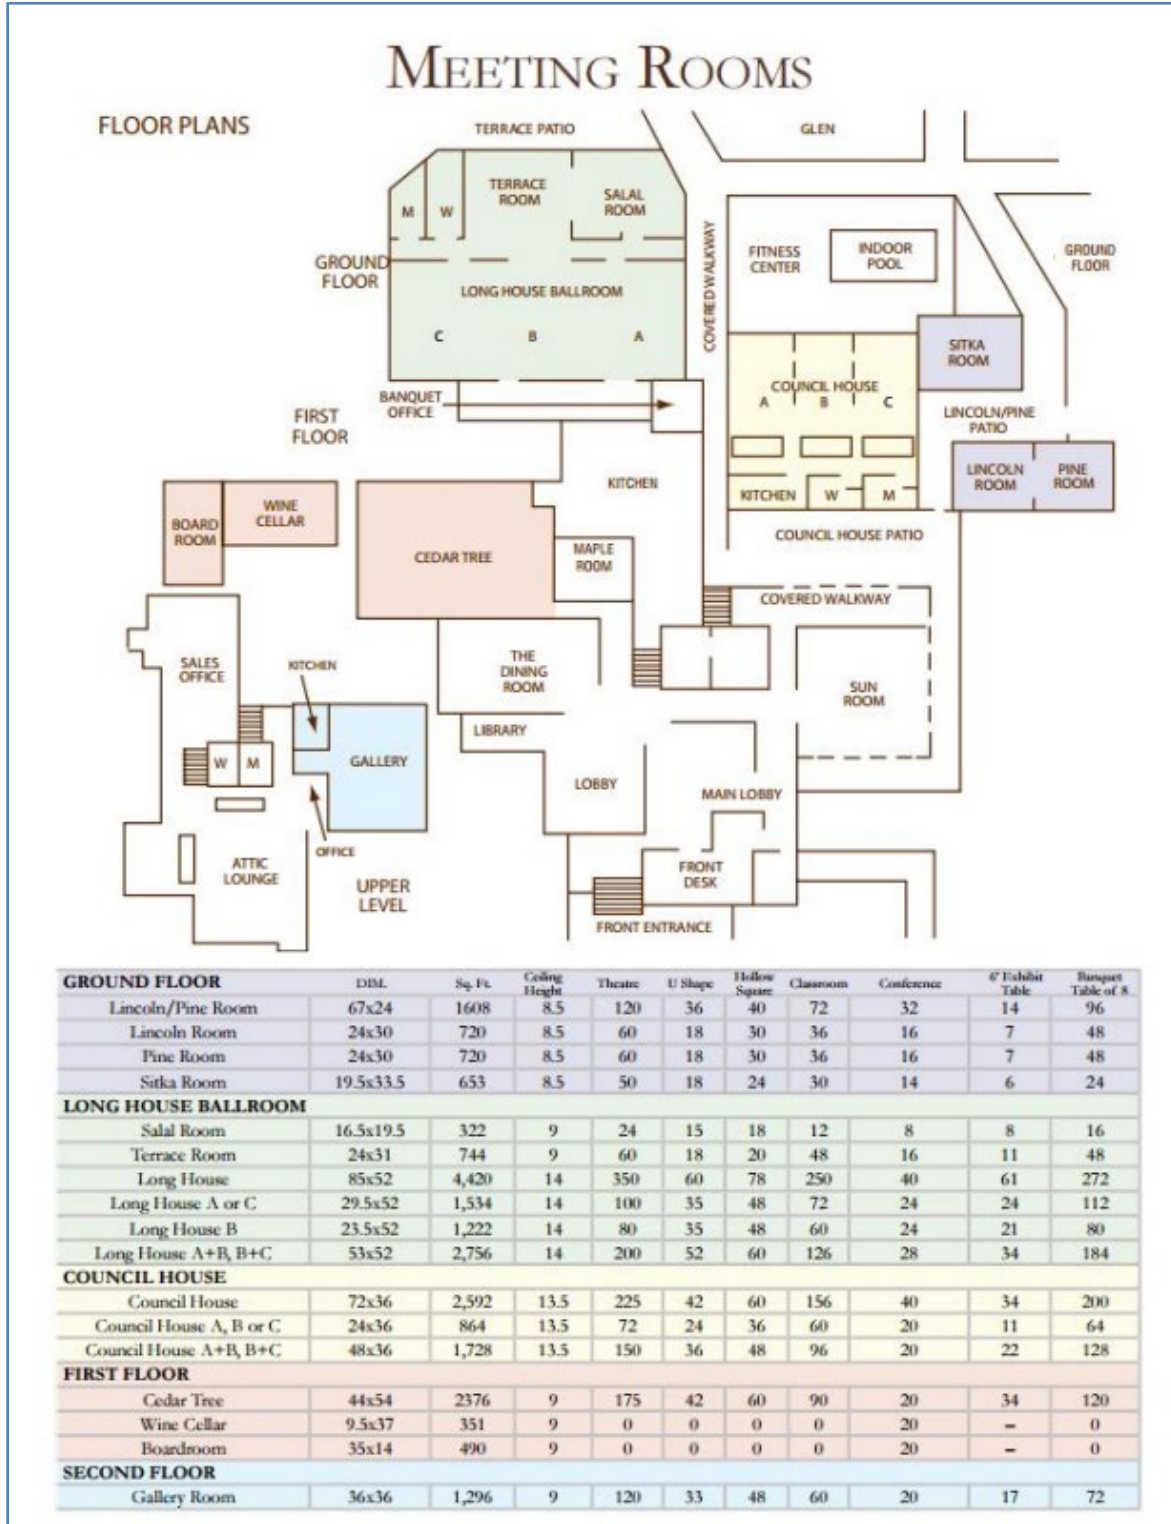 MEETING ROOMS
FLOOR PLANS
TERRACE PATIO
GLEN
TERRACE
ROOM
SALAL
ROOM
M
W
COVERED WALKWAY
FITNESS
CENTER
INDOOR
POOL
GROUND
FLOOR
GROUND
FLOOR
LONG HOUSE BALLROOM
C
B
A
SITKA
ROOM
COUNCIL HOUSE
A
B
C
BANQUET
OFFICE
FIRST
FLOOR
LINCOLN/PINE
PATIO
LINCOLN
ROOM
PINE
ROOM
KITCHEN
KITCHEN
W
M
WINE
CELLAR
BOARD
ROOM
COUNCIL HOUSE PATIO
CEDAR TREE
MAPLE
ROOM
COVERED WALKWAY
SALES
OFFICE
KITCHEN
THE
DINING
ROOM
SUN
ROOM
LIBRARY
W
M
GALLERY
LOBBY
MAIN LOBBY
OFFICE
ATTIC
LOUNGE
UPPER
LEVEL
FRONT
DESK
FRONT ENTRANCE
GROUND FLOOR DIM. Sq. Ft. Ceiling Height Theatre U Shape Hollow Square Classroom Conference 6' Exhibit Table Banquet Table of 8
Lincoln/Pine Room 67x24 1608 8.5 120 36 40 72 32 14 96
Lincoln Room 24x30 720 8.5 60 18 30 36 16 7 48
Pine Room 24x30 720 8.5 60 18 30 36 16 7 48
Sitka Room 19.5x33.5 653 8.5 50 18 24 30 14 6 24
LONG HOUSE BALLROOM
Salal Room 16.5x19.5 322 9 24 15 18 12 8 8 16
Terrace Room 24x31 744 9 60 18 20 48 16 11 48
Long House 85x52 4,420 14 350 60 78 250 40 61 272
Long House A or C 29.5x52 1,534 14 100 35 48 72 24 24 112
Long House B 23.5x52 1,222 14 80 35 48 60 24 21 80
Long House A+B, B+C 53x52 2,756 14 200 52 60 126 28 34 184
COUNCIL HOUSE
Council House 72x36 2,592 13.5 225 42 60 156 40 34 200
Council House A, B or C 24x36 864 13.5 72 24 36 60 20 11 64
Council House A+B, B+C 48x36 1,728 13.5 150 36 48 96 20 22 128
FIRST FLOOR
Cedar Tree 44x54 2376 9 175 42 60 90 20 34 120
Wine Cellar 9.5x37 351 9 0 0 0 0 20 – 0
Boardroom 35x14 490 9 0 0 0 0 20 – 0
SECOND FLOOR
Gallery Room 36x36 1,296 9 120 33 48 60 20 17 72